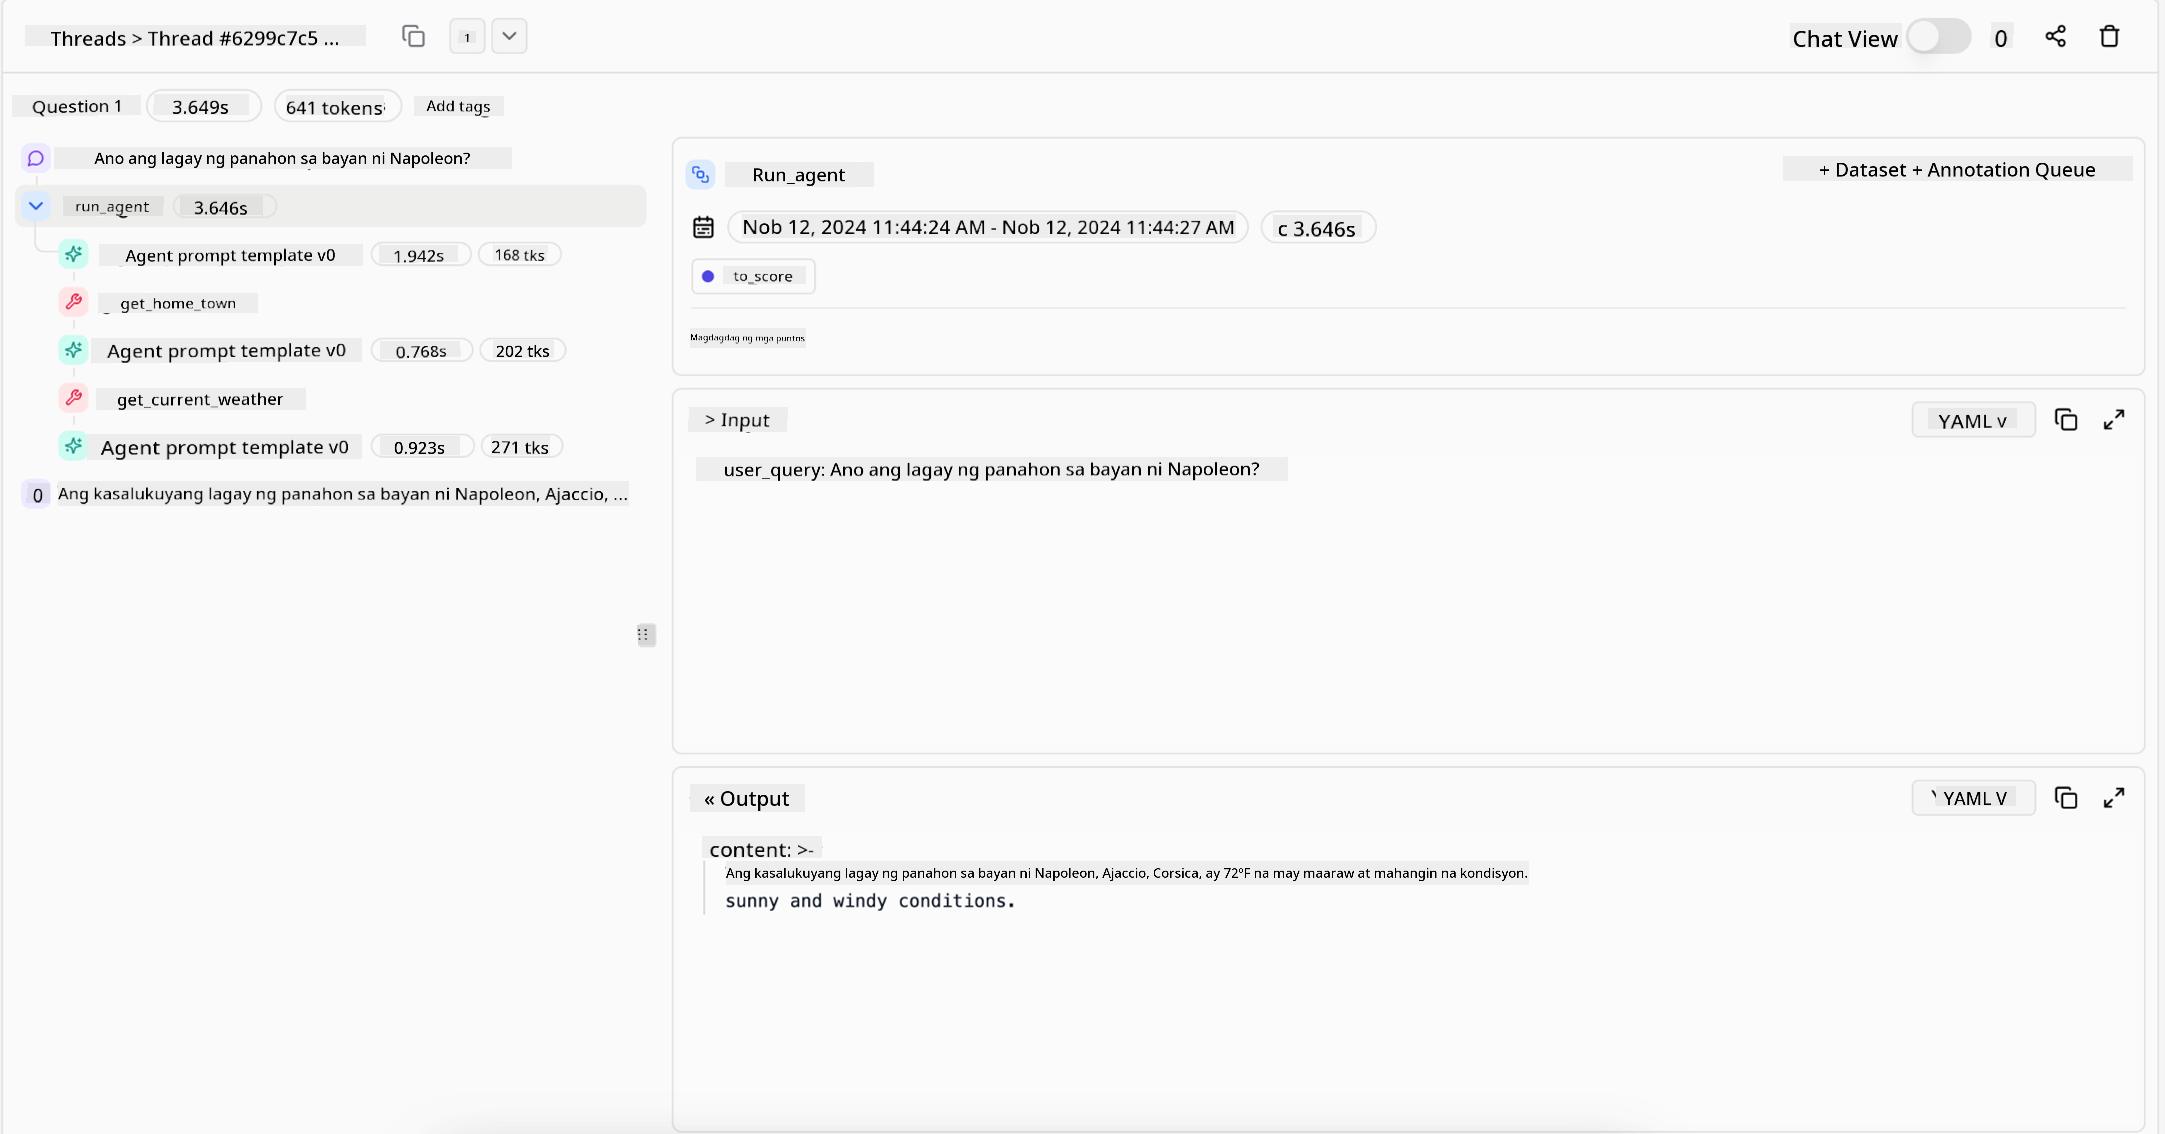 Threads > Thread #6299c7c5 ...
1
Chat View
0
Question 1
3.649s
641 tokens
Add tags
Ano ang lagay ng panahon sa bayan ni Napoleon?
run_agent
3.646s
Agent prompt template v0
1.942s
168 tks
get_home_town
Agent prompt template v0
0.768s
202 tks
get_current_weather
Agent prompt template v0
0.923s
271 tks
0
Ang kasalukuyang lagay ng panahon sa bayan ni Napoleon, Ajaccio, ...
Run_agent
+ Dataset + Annotation Queue
Nob 12, 2024 11:44:24 AM - Nob 12, 2024 11:44:27 AM
c 3.646s
to_score
Magdagdag ng mga puntos
> Input
YAML v
user_query: Ano ang lagay ng panahon sa bayan ni Napoleon?
« Output
YAML V
content: >-
Ang kasalukuyang lagay ng panahon sa bayan ni Napoleon, Ajaccio, Corsica, ay 72°F na may maaraw at mahangin na kondisyon.
sunny and windy conditions.